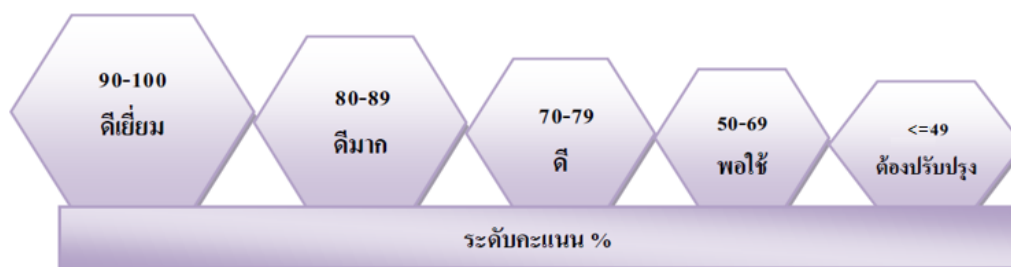 90-100
ดีเยี่ยม
80-89
ดีมาก
70-79
ดี
50-69
พอใช้
<=49
ต้องปรับปรุง
ระดับคะแนน %